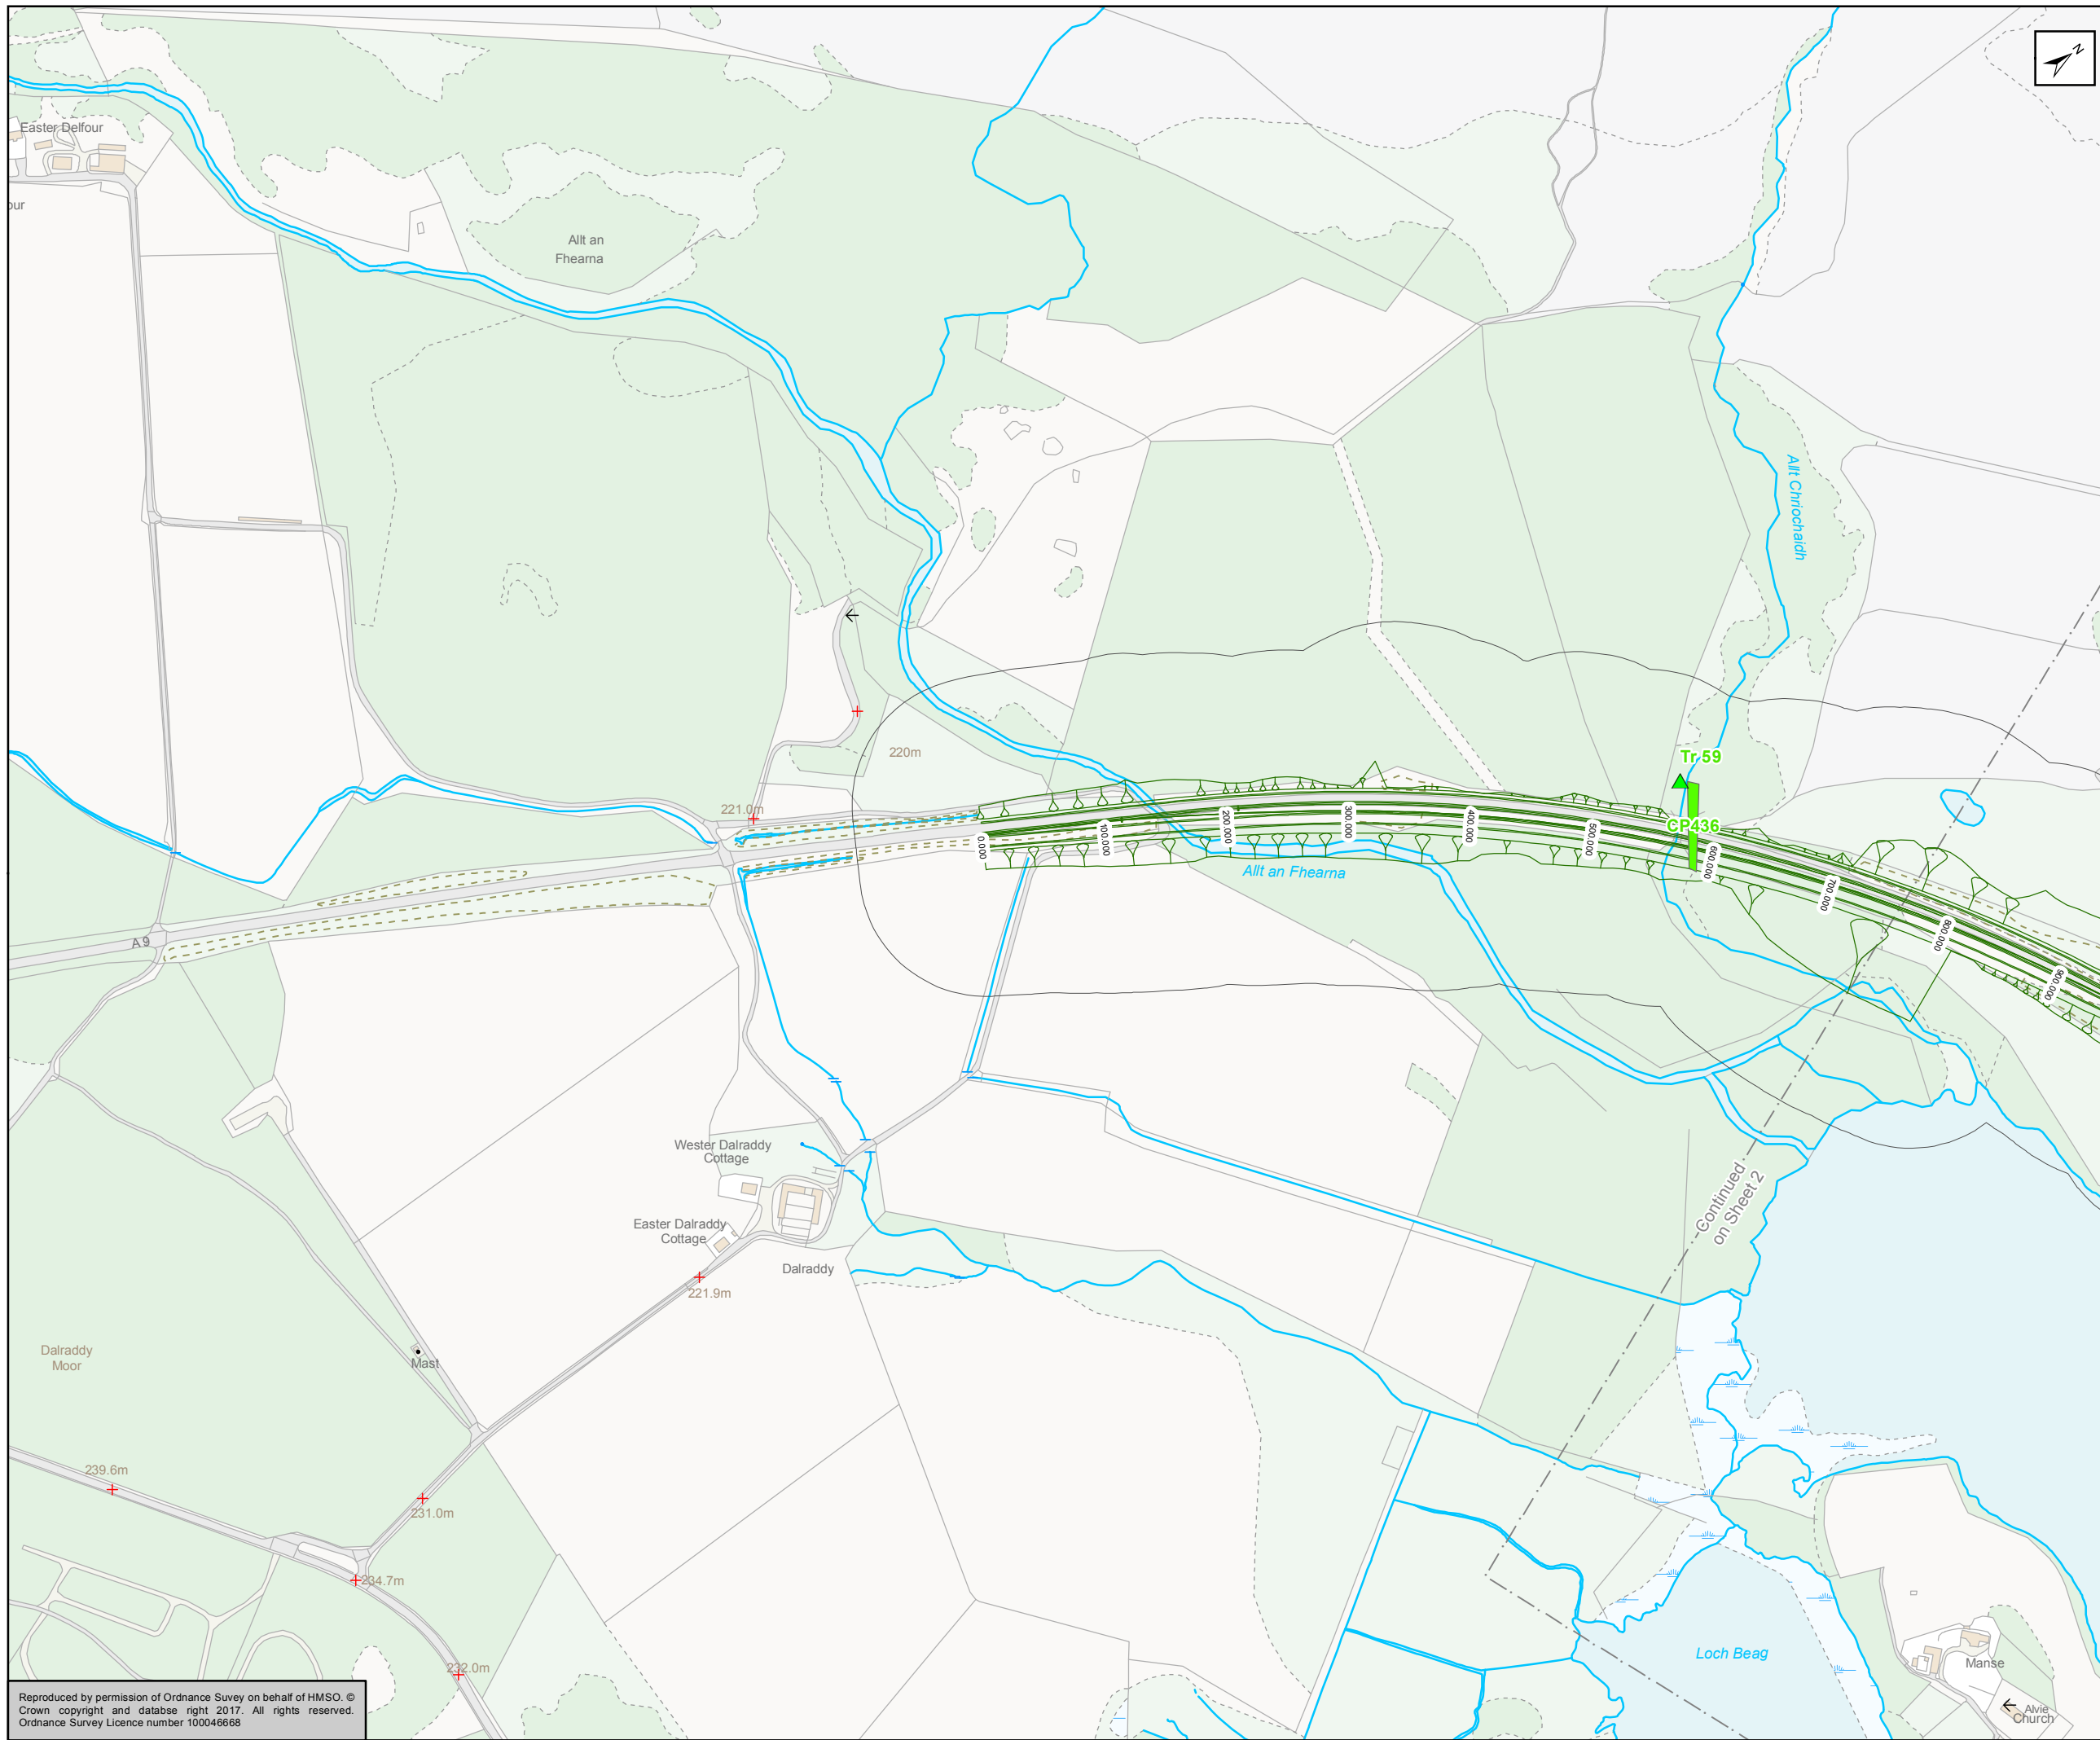 N
Easter Delfour
our
Allt an
Fhearna
Allt Chriochaidh
220m
221.0m
Tr 59
CP436
0.000
100.000
200.000
300.000
400.000
500.000
600.000
700.000
800.000
900.000
Allt an Fhearna
A 9
Wester Dalraddy
Cottage
Easter Dalraddy
Cottage
Dalraddy
221.9m
Continued
on Sheet 2
Dalraddy
Moor
Mast
239.6m
231.0m
234.7m
232.0m
Loch Beag
Manse
Alvie
Church
Reproduced by permission of Ordnance Suvey on behalf of HMSO. ©
Crown copyright and databse right 2017. All rights reserved.
Ordnance Survey Licence number 100046668